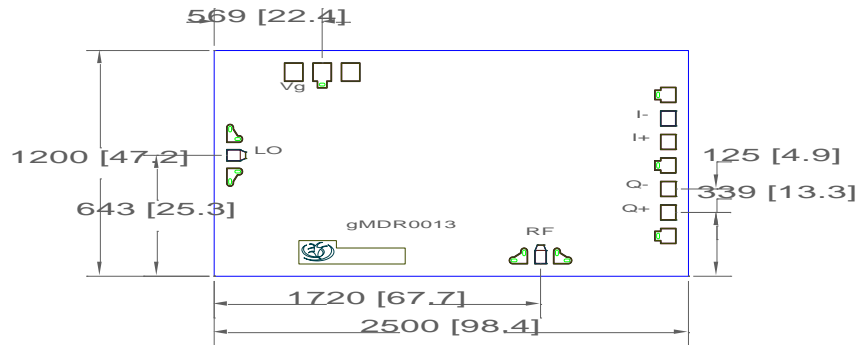 569 [22.4]
Vg
I-
I+
1200 [47.2]
LO
125 [4.9]
Q-
339 [13.3]
643 [25.3]
Q+
gMDR0013
RF
1720 [67.7]
2500 [98.4]